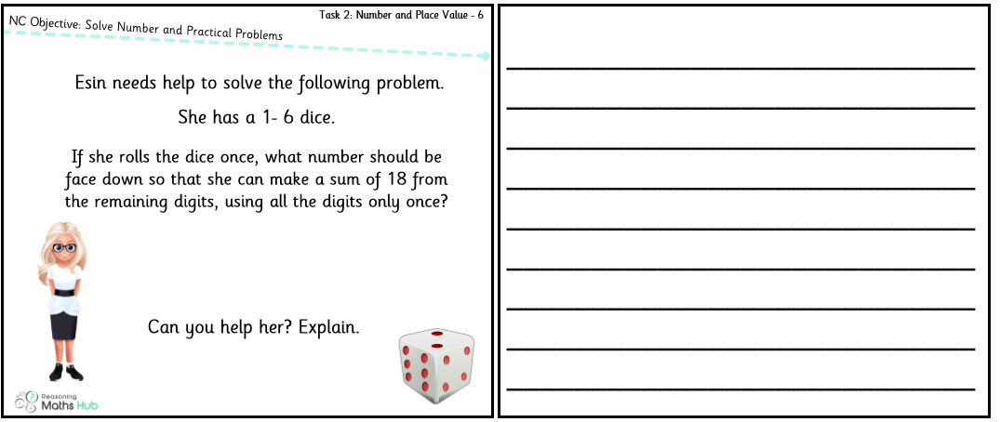 Task 2: Number and Place Value - 6
NC Objective: Solve Number and Practical Problems
Esin needs help to solve the following problem.
She has a 1- 6 dice.
If she rolls the dice once, what number should be
face down so that she can make a sum of 18 from
the remaining digits, using all the digits only once?
Can you help her? Explain.
Reasoning
Maths Hub